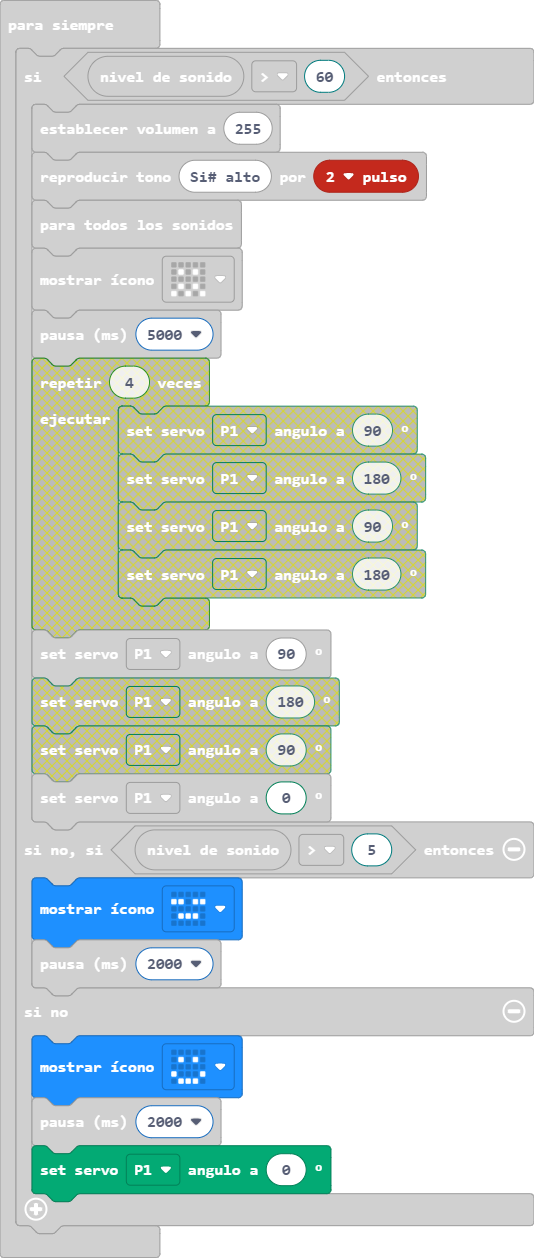 para siempre
si nivel de sonido > 60 entonces
establecer volumen a 255
reproducir tono Si# alto por 2 pulso
para todos los sonidos
mostrar ícono
pausa (ms) 5000
repetir 4 veces
ejecutar
set servo P1 angulo a 90 °
set servo P1 angulo a 180 °
set servo P1 angulo a 90 °
set servo P1 angulo a 180 °
set servo P1 angulo a 90 °
set servo P1 angulo a 180 °
set servo P1 angulo a 90 °
set servo P1 angulo a 0 °
si no, si nivel de sonido > 5 entonces
mostrar ícono
pausa (ms) 2000
si no
mostrar ícono
pausa (ms) 2000
set servo P1 angulo a 0 °